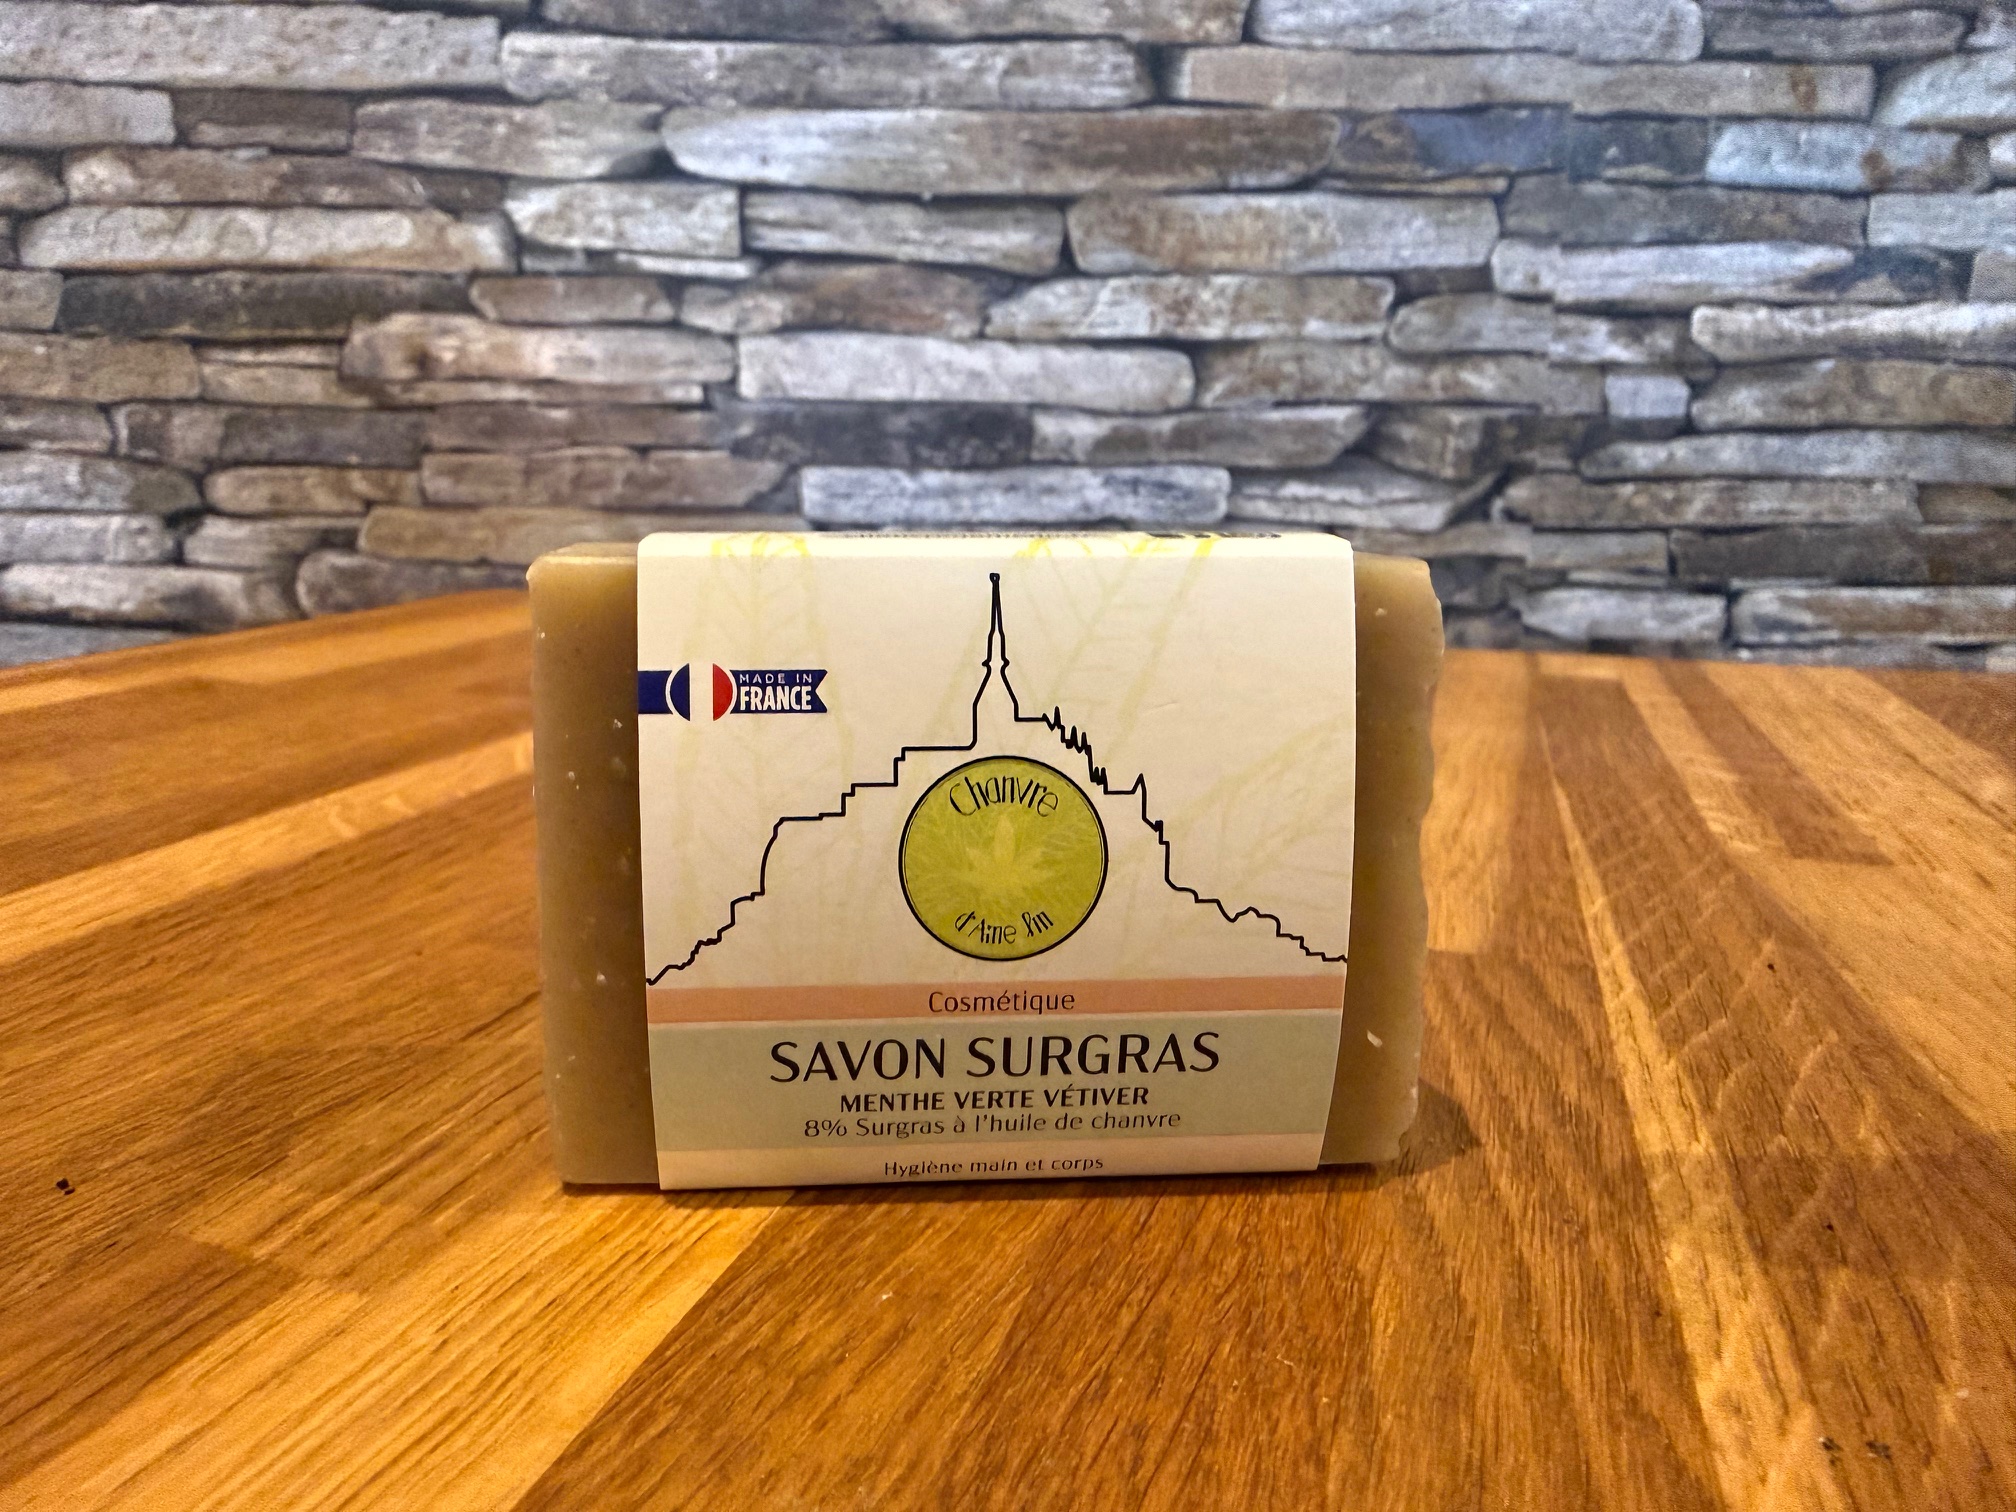 MADE IN
FRANCE
Chanvre
d'Aine fin
Cosmétique
SAVON SURGRAS
MENTHE VERTE VÉTIVER
8% Surgras à l'huile de chanvre
Hygiène main et corps